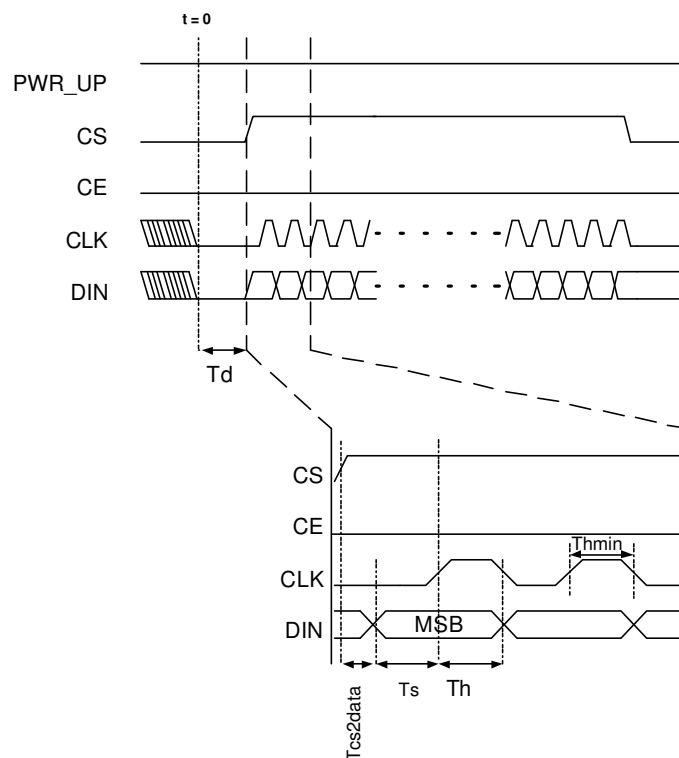 t = 0
PWR_UP
CS
CE
CLK
DIN
Td
CS
CE
Thmin
CLK
DIN
MSB
Tcs2data
Ts
Th